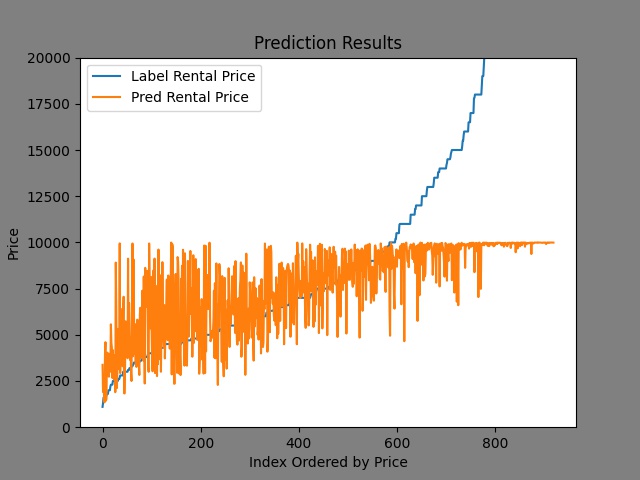 Prediction Results
Label Rental Price
Pred Rental Price
20000
17500
15000
12500
10000
7500
5000
2500
0
Price
0 200 400 600 800
Index Ordered by Price